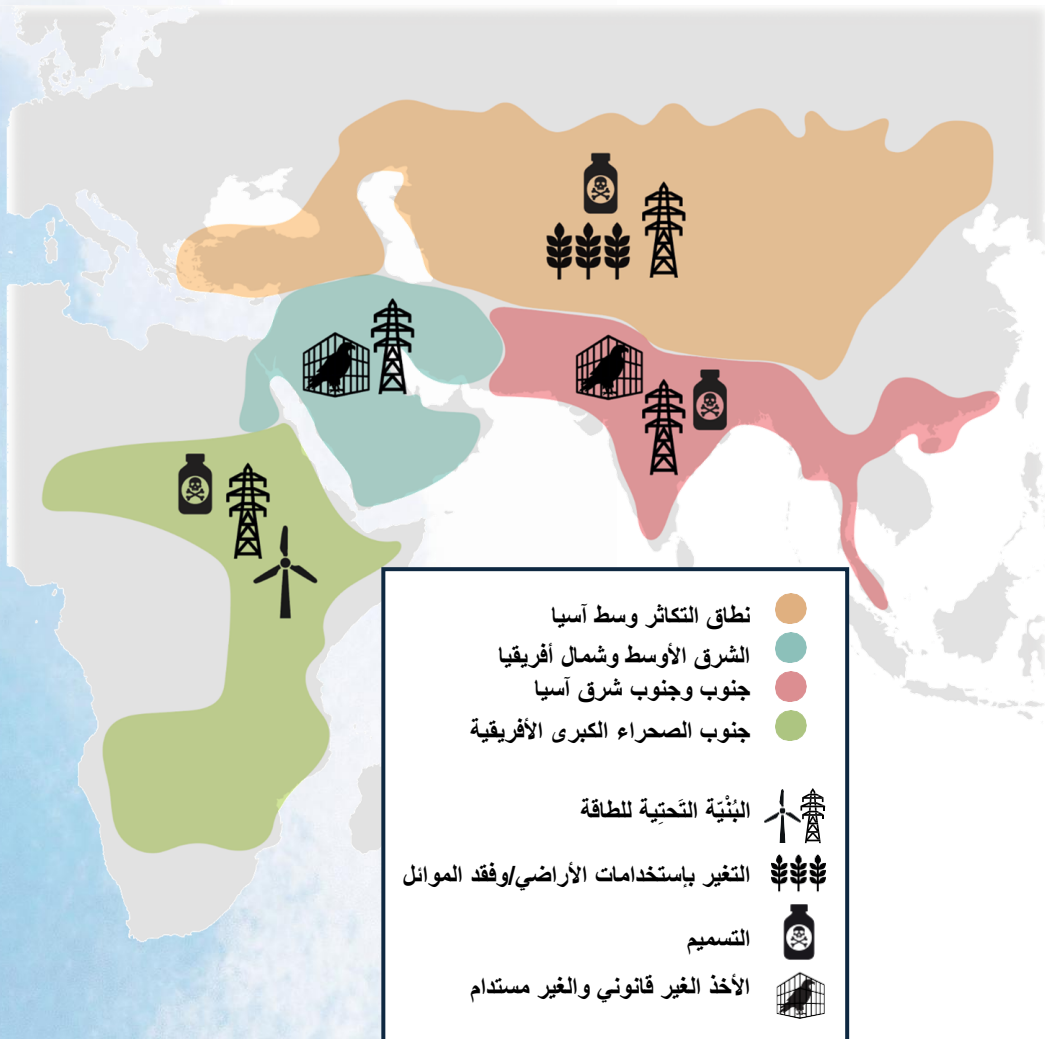 نطاق التكاثر وسط آسيا
الشرق الأوسط وشمال أفريقيا
جنوب وجنوب شرق آسيا
جنوب الصحراء الكبرى الأفريقية
البُنْيَة التَحتِية للطاقة
التغير بإستخدامات الأراضي/وفقد الموائل
التسميم
الأخذ الغير قانوني والغير مستدام